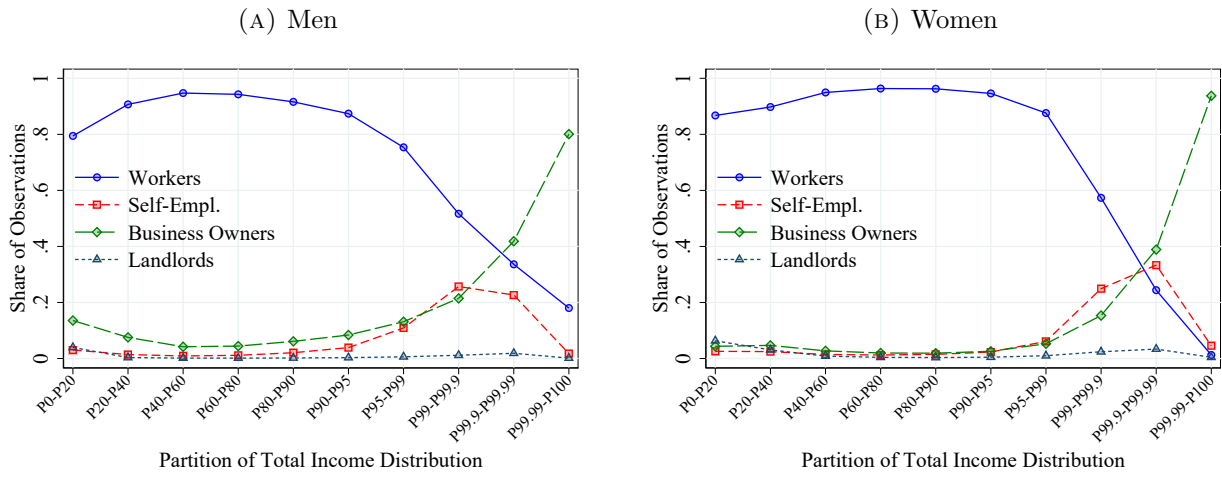 (A) Men
Share of Observations
1
.8
.6
.4
.2
0
Workers
Self-Empl.
Business Owners
Landlords
P0-P20
P20-P40
P40-P60
P60-P80
P80-P90
P90-P95
P95-P99
P99-P99.9
P99.9-P99.99
P99.99-P100
Partition of Total Income Distribution
(B) Women
Share of Observations
1
.8
.6
.4
.2
0
Workers
Self-Empl.
Business Owners
Landlords
P0-P20
P20-P40
P40-P60
P60-P80
P80-P90
P90-P95
P95-P99
P99-P99.9
P99.9-P99.99
P99.99-P100
Partition of Total Income Distribution